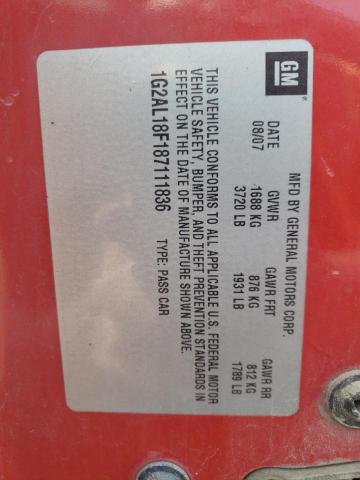 GM
MFD BY GENERAL MOTORS CORP.
DATE GVWR GAWR FRT GAWR RR
08/07 1688 KG 876 KG 812 KG
3720 LB 1931 LB 1789 LB
THIS VEHICLE CONFORMS TO ALL APPLICABLE U.S. FEDERAL MOTOR
VEHICLE SAFETY, BUMPER, AND THEFT PREVENTION STANDARDS IN
EFFECT ON THE DATE OF MANUFACTURE SHOWN ABOVE.
1G2AL18F187111836 TYPE: PASS CAR